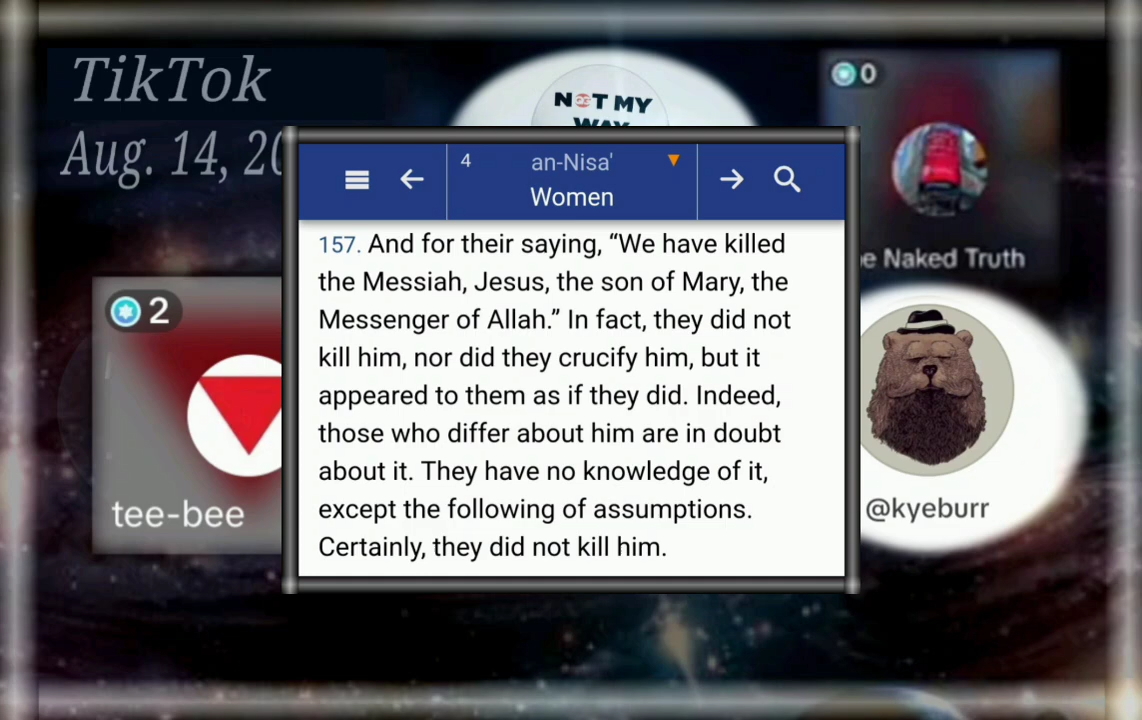 TikTok
Aug. 14, 20
NOT MY
WAY
0
Naked Truth
2
tee-bee
@kyeburr
4
an-Nisa'
Women
157. And for their saying, “We have killed
the Messiah, Jesus, the son of Mary, the
Messenger of Allah.” In fact, they did not
kill him, nor did they crucify him, but it
appeared to them as if they did. Indeed,
those who differ about him are in doubt
about it. They have no knowledge of it,
except the following of assumptions.
Certainly, they did not kill him.